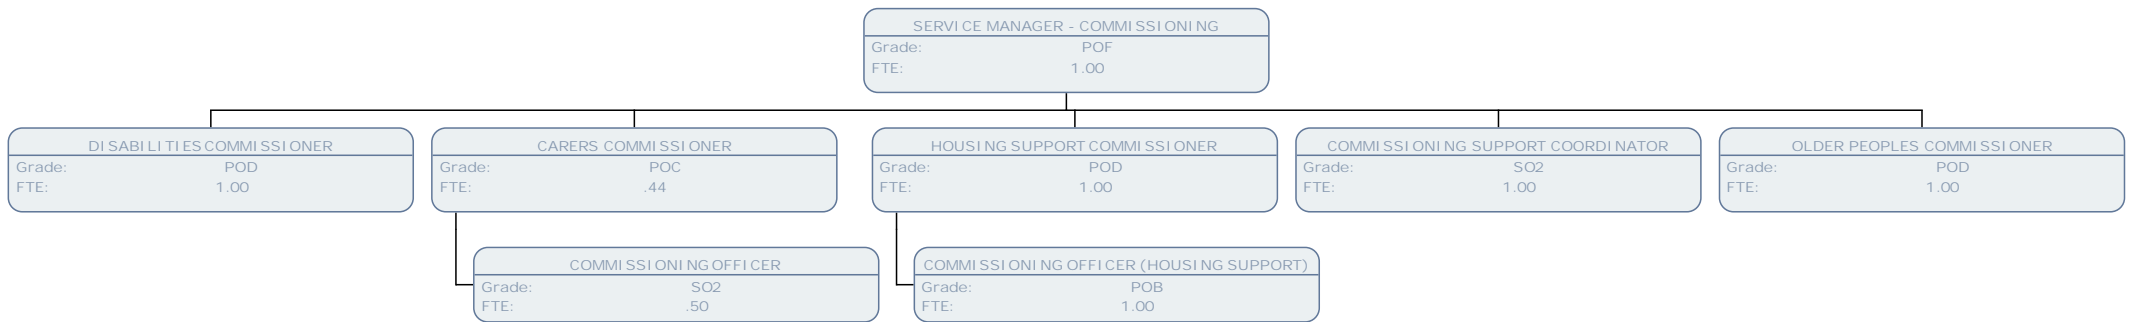 SERVICE MANAGER - COMMISSIONING
Grade: POF
FTE: 1.00
DISABILITIES COMMISSIONER
Grade: POD
FTE: 1.00
CARERS COMMISSIONER
Grade: POC
FTE: .44
HOUSING SUPPORT COMMISSIONER
Grade: POD
FTE: 1.00
COMMISSIONING SUPPORT COORDINATOR
Grade: SO2
FTE: 1.00
OLDER PEOPLES COMMISSIONER
Grade: POD
FTE: 1.00
COMMISSIONING OFFICER
Grade: SO2
FTE: .50
COMMISSIONING OFFICER (HOUSING SUPPORT)
Grade: POB
FTE: 1.00